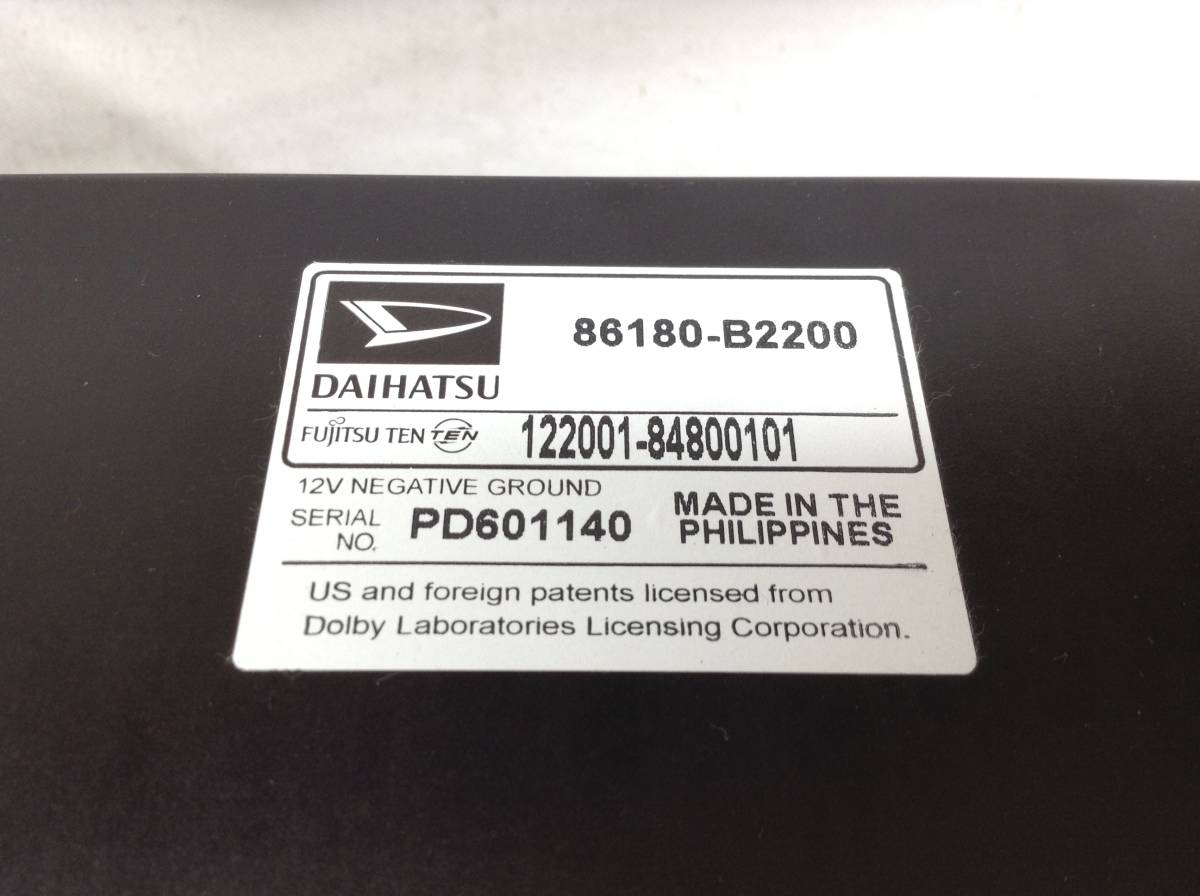 86180-B2200
DAIHATSU
FUJITSU TEN TEN 122001-84800101
12V NEGATIVE GROUND
SERIAL NO. PD601140
MADE IN THE
PHILIPPINES
US and foreign patents licensed from
Dolby Laboratories Licensing Corporation.